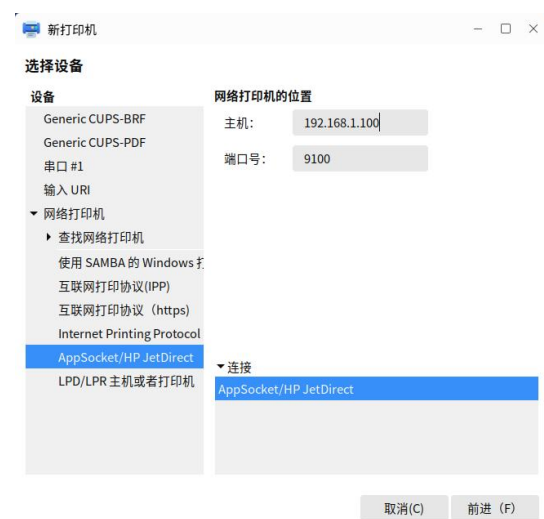 新打印机
选择设备
设备
Generic CUPS-BRF
Generic CUPS-PDF
串口 #1
输入 URI
网络打印机
查找网络打印机
使用 SAMBA 的 Windows 打
互联网打印协议(IPP)
互联网打印协议（https)
Internet Printing Protocol
AppSocket/HP JetDirect
LPD/LPR 主机或者打印机
网络打印机的位置
主机: 192.168.1.100
端口号: 9100
连接
AppSocket/HP JetDirect
取消(C) 前进（F）